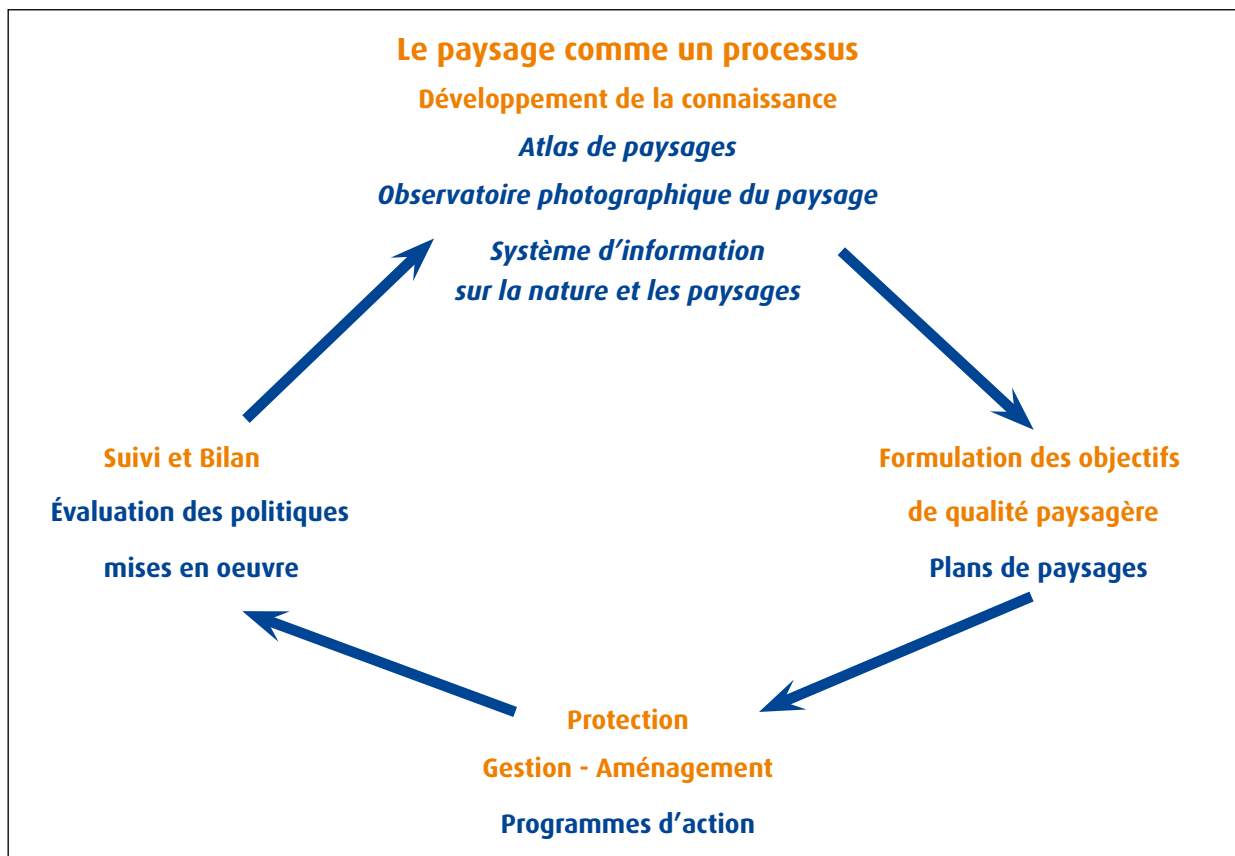 Le paysage comme un processus
Développement de la connaissance
Atlas de paysages
Observatoire photographique du paysage
Système d'information
sur la nature et les paysages
Formulation des objectifs
de qualité paysagère
Plans de paysages
Protection
Gestion - Aménagement
Programmes d'action
Suivi et Bilan
Évaluation des politiques
mises en oeuvre